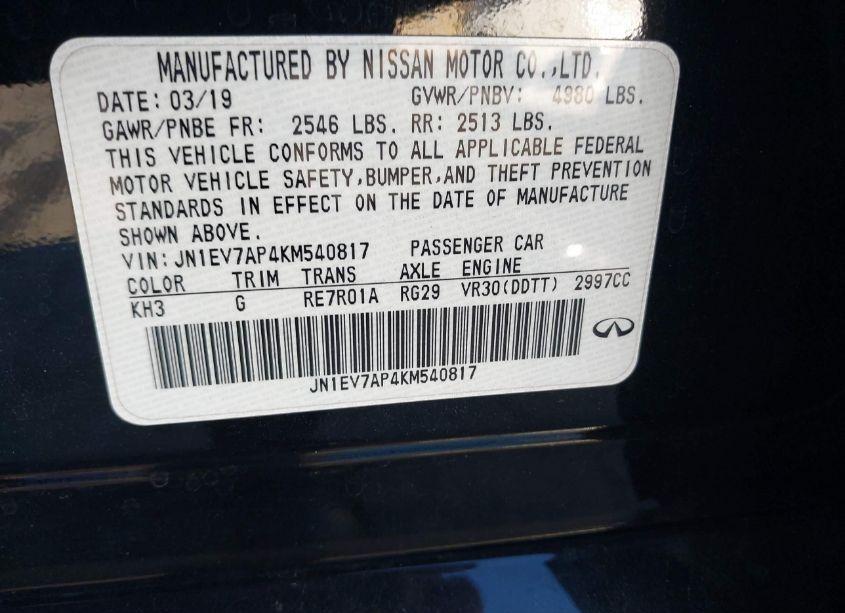 MANUFACTURED BY NISSAN MOTOR CO.,LTD.
DATE: 03/19 GVWR/PNBV: 4980 LBS.
GAWR/PNBE FR: 2546 LBS. RR: 2513 LBS.
THIS VEHICLE CONFORMS TO ALL APPLICABLE FEDERAL
MOTOR VEHICLE SAFETY,BUMPER,AND THEFT PREVENTION
STANDARDS IN EFFECT ON THE DATE OF MANUFACTURE
SHOWN ABOVE.
VIN:JN1EV7AP4KM540817 PASSENGER CAR
COLOR TRIM TRANS AXLE ENGINE
KH3 G RE7R01A RG29 VR30(DDTT) 2997CC
JN1EV7AP4KM540817